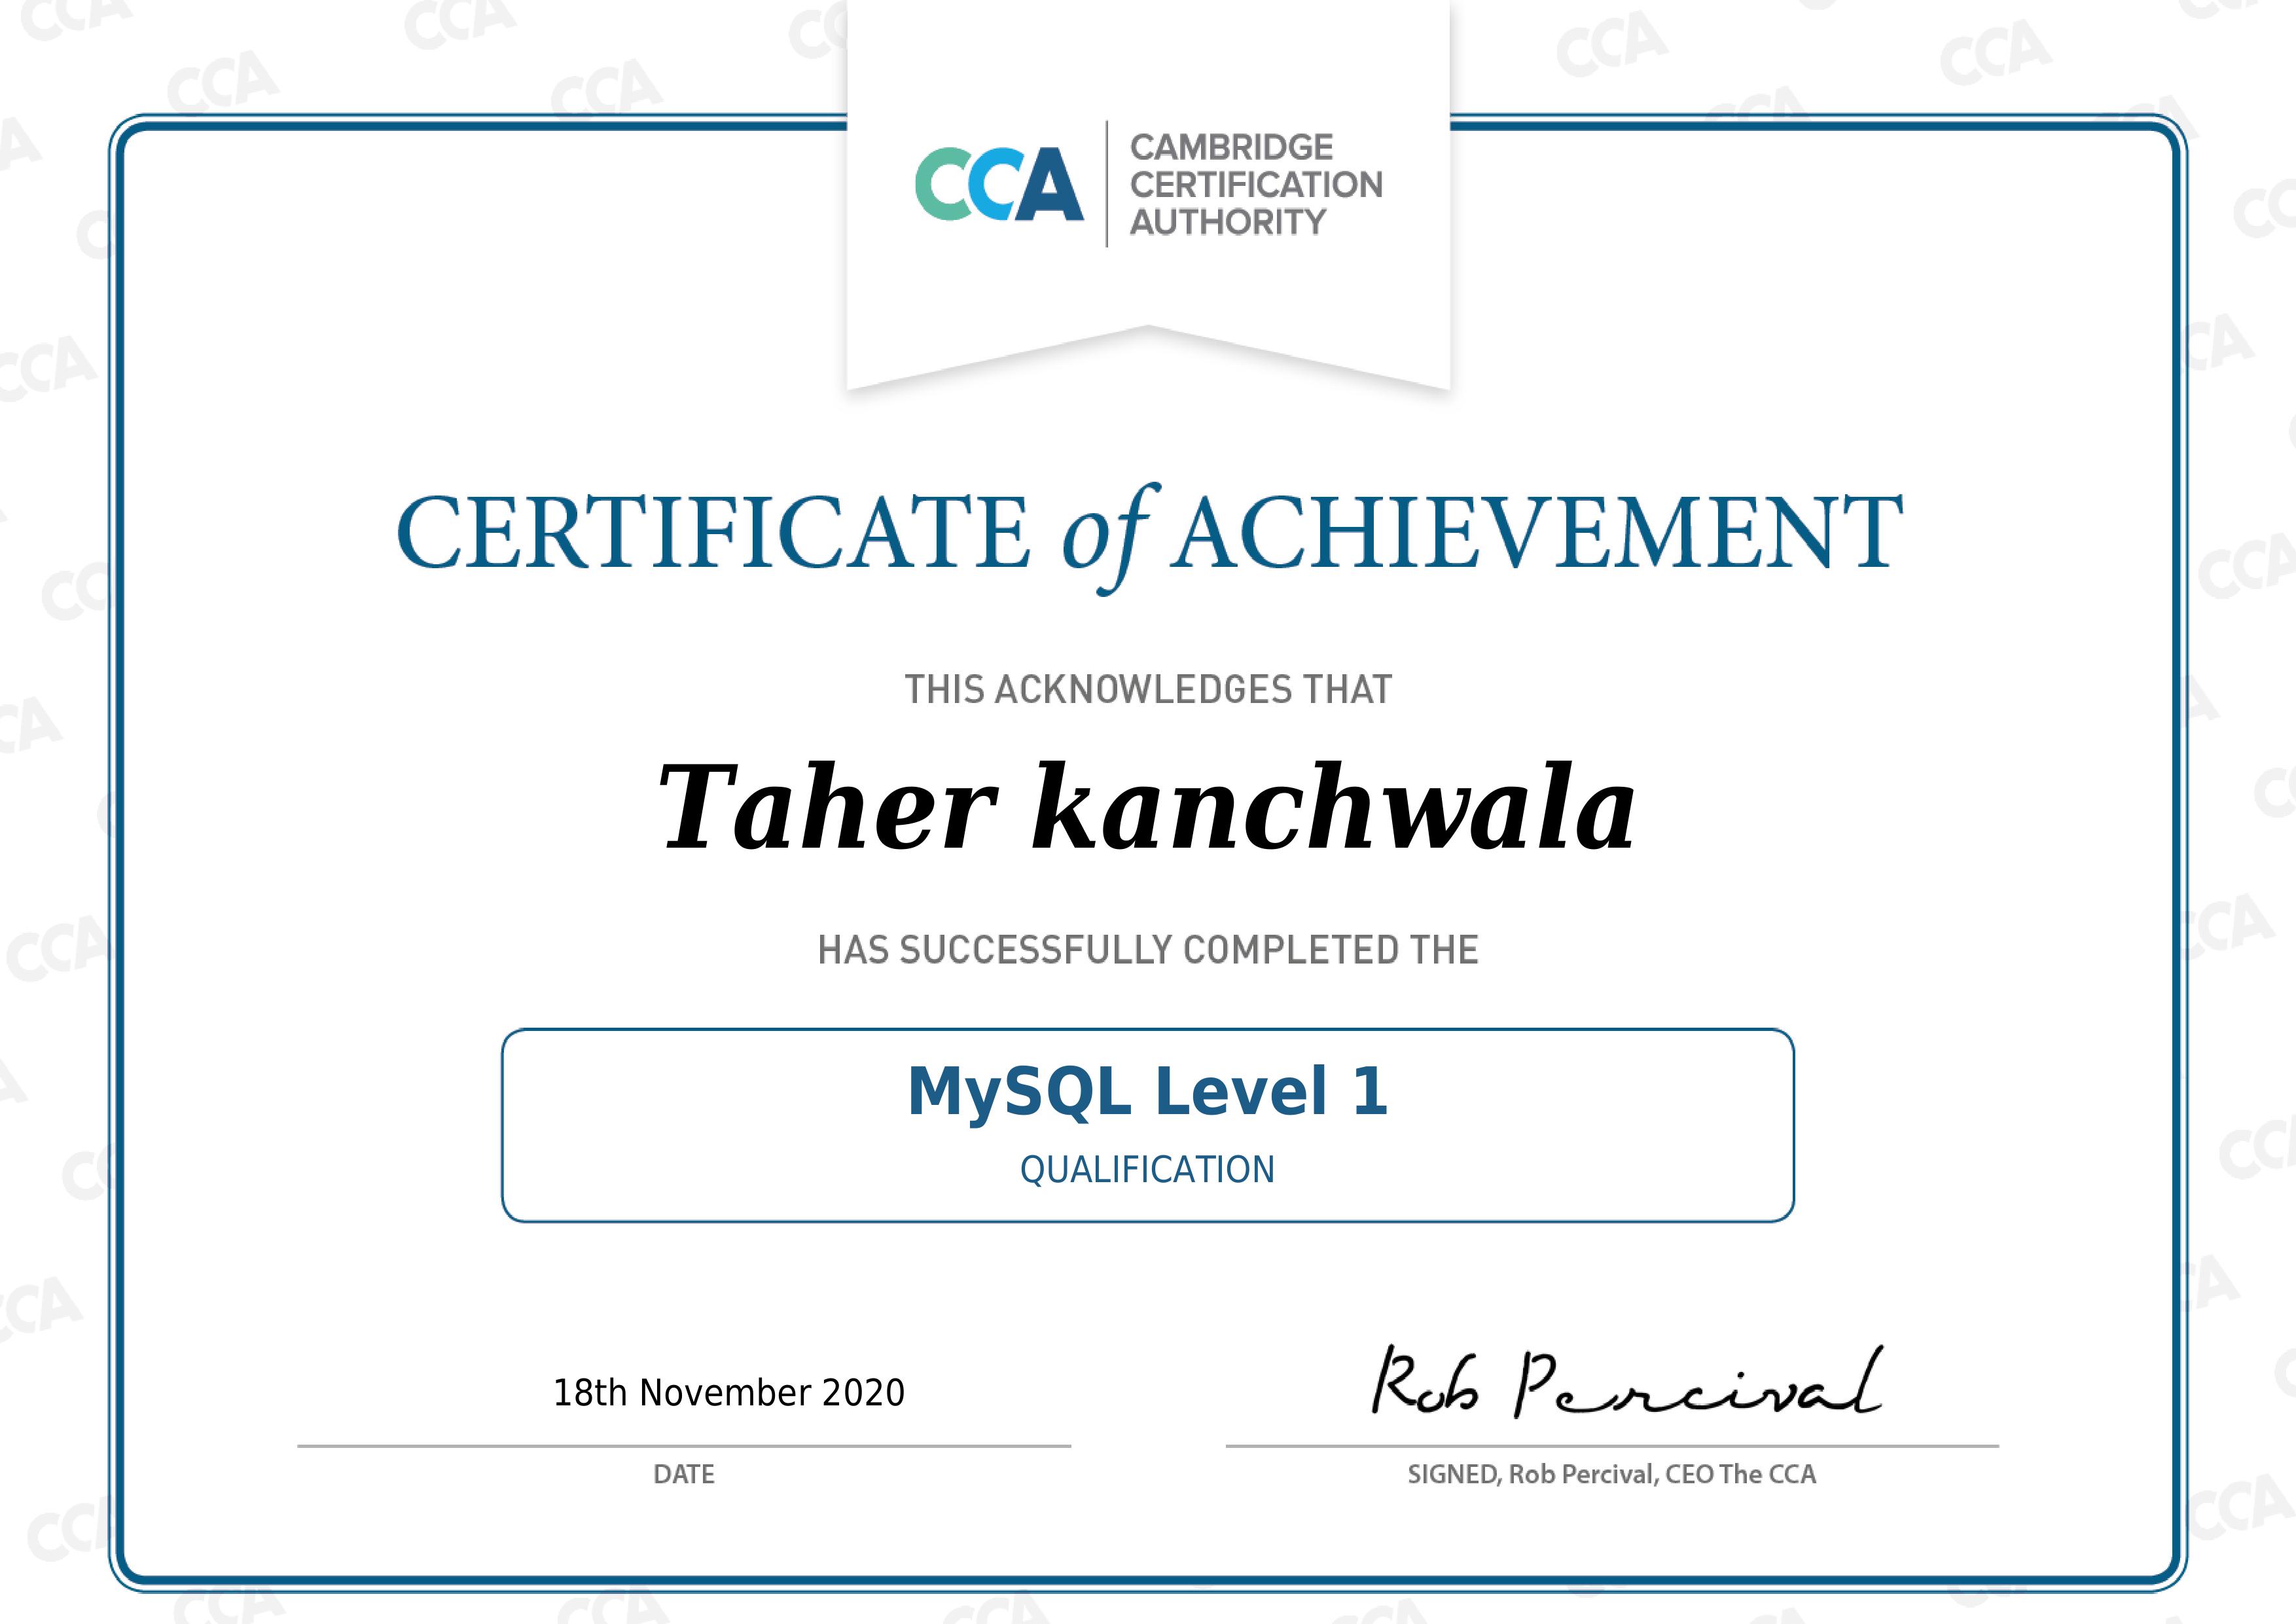 CCA
CAMBRIDGE
CERTIFICATION
AUTHORITY
CERTIFICATE of ACHIEVEMENT
THIS ACKNOWLEDGES THAT
Taher kanchwala
HAS SUCCESSFULLY COMPLETED THE
MySQL Level 1
QUALIFICATION
18th November 2020
Rob Percival
DATE
SIGNED, Rob Percival, CEO The CCA